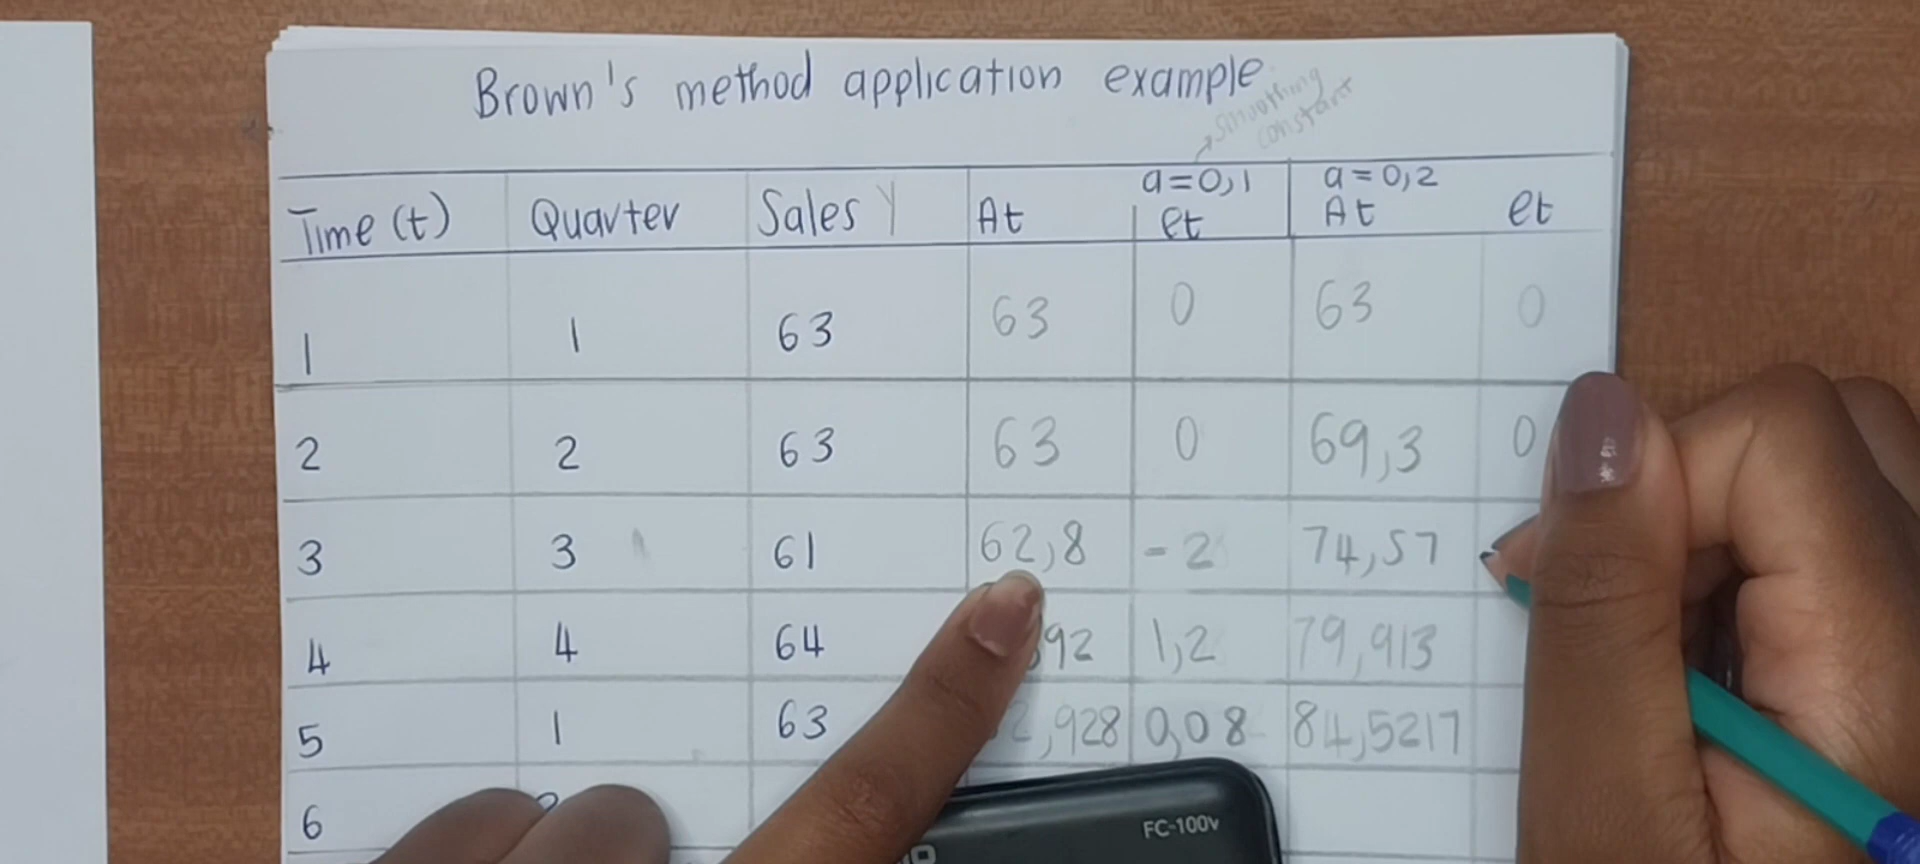 Brown's method application example
smoothing
constant
a=0,1 a=0,2
Time (t) Quarter Sales Y At et At et
1 1 63 63 0 63 0
2 2 63 63 0 69,3 0
3 3 61 62,8 -2 74,57
4 4 64 92 1,2 79,913
5 1 63 2,928 0,08 84,5217
6
FC-100V